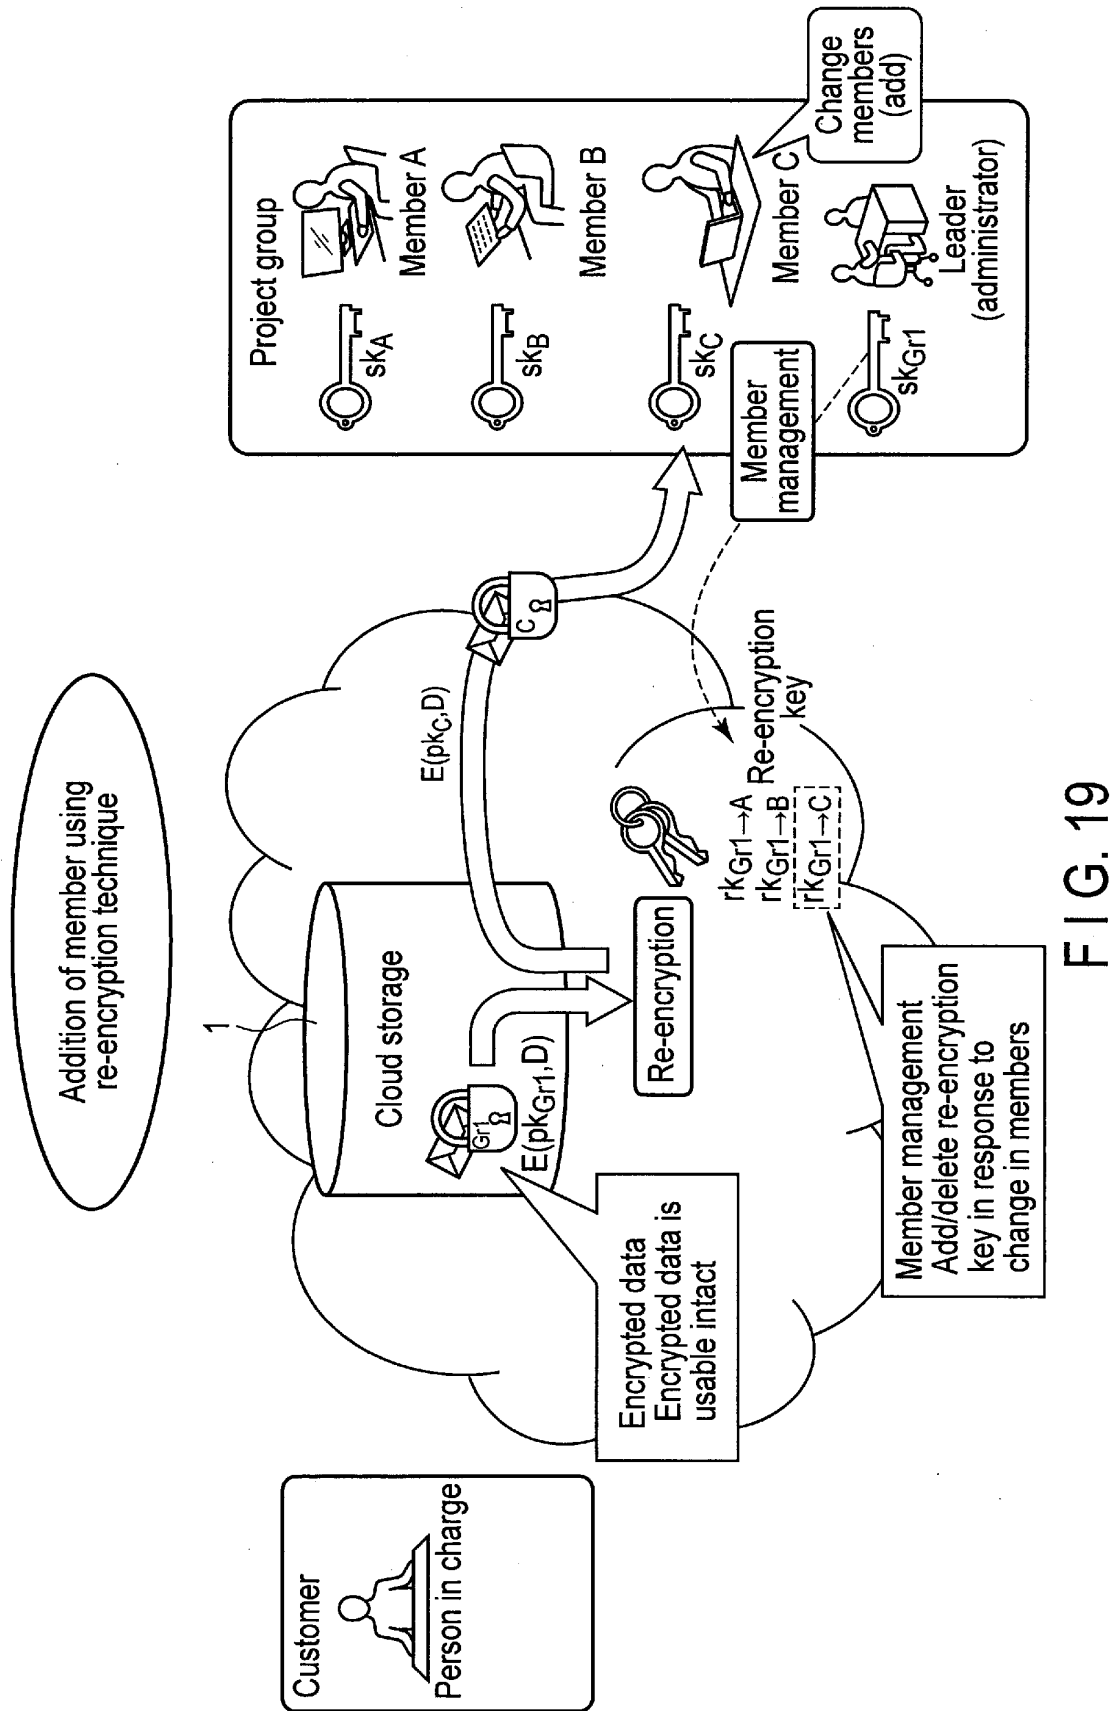 Addition of member using
re-encryption technique
Customer
Person in charge
1
Cloud storage
Gr1
E(pkGr1,D)
Encrypted data
Encrypted data is
usable intact
Re-encryption
E(pkC,D)
C
rkGr1→A
rkGr1→B
rkGr1→C
Re-encryption
key
Member management
Add/delete re-encryption
key in response to
change in members
Project group
skA
Member A
skB
Member B
skC
Member C
Change
members
(add)
Member
management
skGr1
Leader
(administrator)
FIG. 19